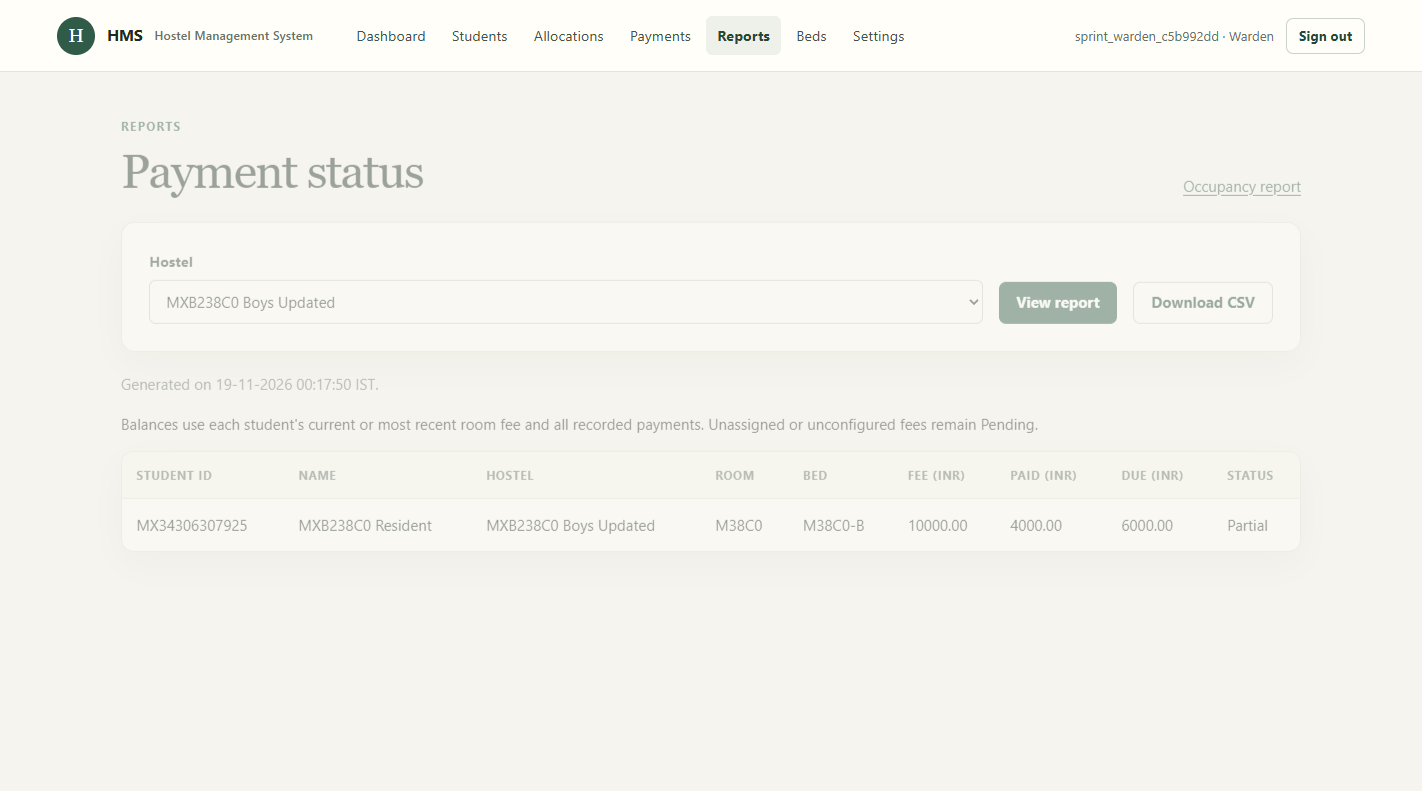 H HMS Hostel Management System Dashboard Students Allocations Payments Reports Beds Settings sprint_warden_c5b992dd · Warden Sign out
REPORTS
Payment status
Occupancy report
Hostel
MXB238C0 Boys Updated View report Download CSV
Generated on 19-11-2026 00:17:50 IST.
Balances use each student's current or most recent room fee and all recorded payments. Unassigned or unconfigured fees remain Pending.
STUDENT ID NAME HOSTEL ROOM BED FEE (INR) PAID (INR) DUE (INR) STATUS
MX34306307925 MXB238C0 Resident MXB238C0 Boys Updated M38C0 M38C0-B 10000.00 4000.00 6000.00 Partial